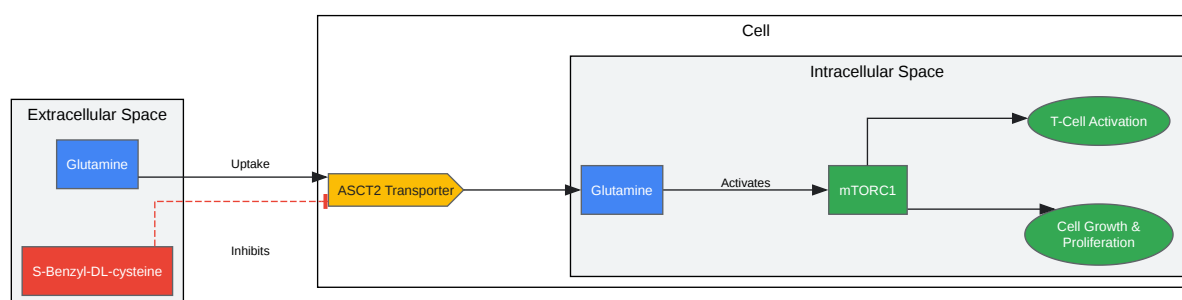 Cell
Intracellular Space
Extracellular Space
Glutamine
Uptake
ASCT2 Transporter
Glutamine
Activates
mTORC1
T-Cell Activation
Cell Growth &
Proliferation
Inhibits
S-Benzyl-DL-cysteine